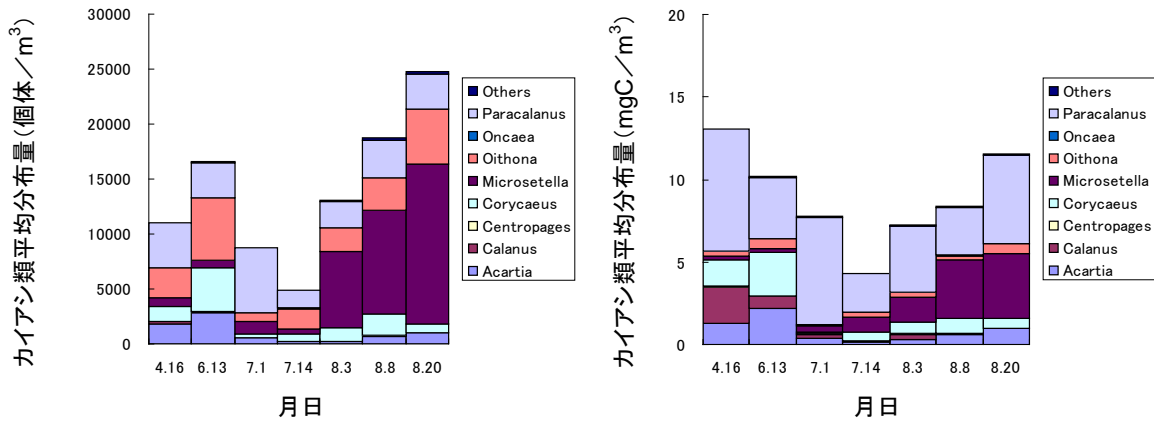 カイアシ類平均分布量(個体／m³)
30000
25000
20000
15000
10000
5000
0
4.16 6.13 7.1 7.14 8.3 8.8 8.20
月日
Others
Paracalanus
Oncaea
Oithona
Microsetella
Corycaeus
Centropages
Calanus
Acartia
カイアシ類平均分布量(mgC／m³)
20
15
10
5
0
4.16 6.13 7.1 7.14 8.3 8.8 8.20
月日
Others
Paracalanus
Oncaea
Oithona
Microsetella
Corycaeus
Centropages
Calanus
Acartia